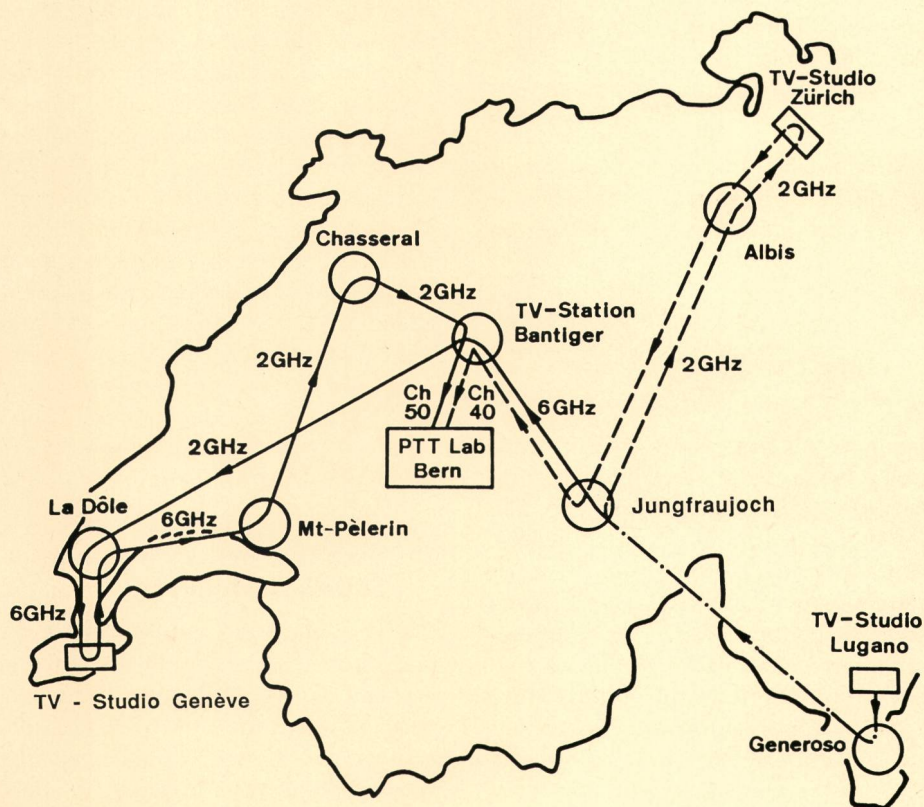 TV-Studio
Zürich
2GHz
Albis
Chasseral
2GHz
TV-Station
Bantiger
2GHz
2GHz
Ch
50
Ch
40
6GHz
PTT Lab
Bern
2GHz
La Dôle
6GHz
Mt-Pèlerin
Jungfraujoch
6GHz
TV-Studio
Lugano
TV - Studio Genève
Generoso